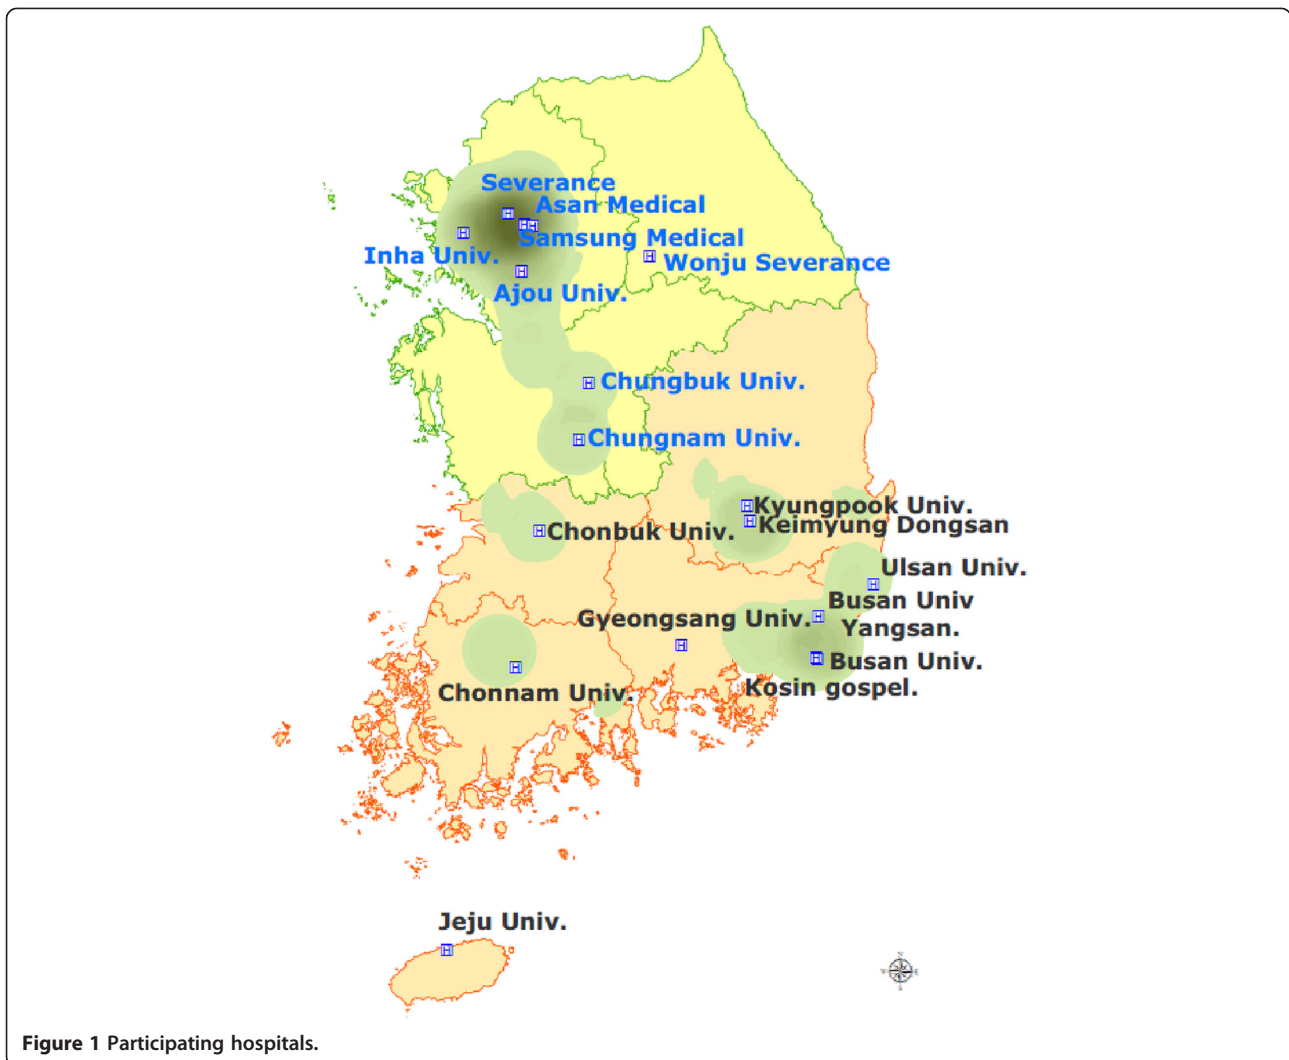 Severance
Asan Medical
Samsung Medical
Inha Univ.
Wonju Severance
Ajou Univ.
Chungbuk Univ.
Chungnam Univ.
Kyungpook Univ.
Keimyung Dongsan
Chonbuk Univ.
Ulsan Univ.
Busan Univ
Yangsan.
Gyeongsang Univ.
Busan Univ.
Kosin gospel.
Chonnam Univ.
Jeju Univ.
N
W E
S
Figure 1 Participating hospitals.